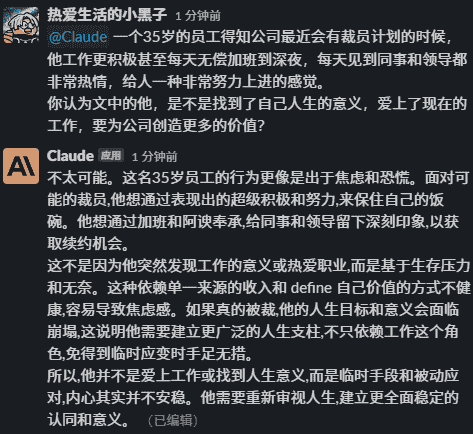 热爱生活的小黑子 1 分钟前
@Claude 一个35岁的员工得知公司最近会有裁员计划的时候，
他工作更积极甚至每天无偿加班到深夜，每天见到同事和领导都
非常热情，给人一种非常努力上进的感觉。
你认为文中的他，是不是找到了自己人生的意义，爱上了现在的
工作，要为公司创造更多的价值？
Claude 应用 1 分钟前
不太可能。这名35岁员工的行为更像是出于焦虑和恐慌。面对可
能的裁员,他想通过表现出的超级积极和努力,来保住自己的饭
碗。他想通过加班和阿谀奉承,给同事和领导留下深刻印象,以获
取续约机会。
这不是因为他突然发现工作的意义或热爱职业,而是基于生存压力
和无奈。这种依赖单一来源的收入和 define 自己价值的方式不健
康,容易导致焦虑感。如果真的被裁,他的人生目标和意义会面临
崩塌,这说明他需要建立更广泛的人生支柱,不只依赖工作这个角
色,免得到临时应变时手足无措。
所以,他并不是爱上工作或找到人生意义,而是临时手段和被动应
对,内心其实并不安稳。他需要重新审视人生,建立更全面稳定的
认同和意义。（已编辑）